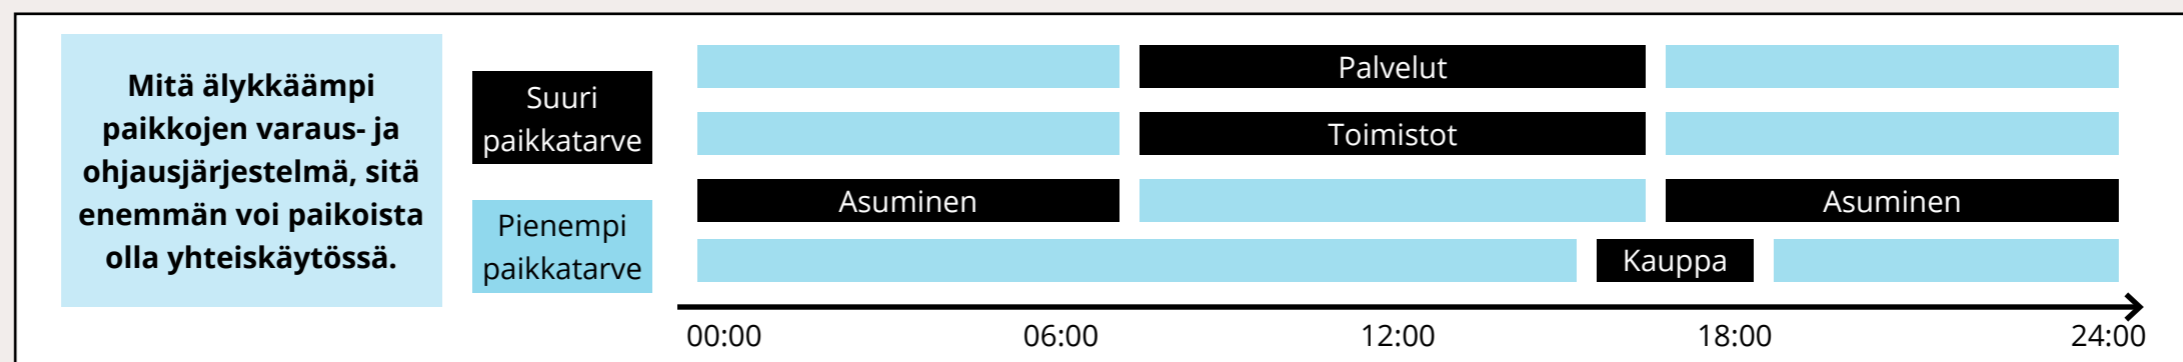 Mitä älykkäämpi
paikkojen varaus- ja
ohjausjärjestelmä, sitä
enemmän voi paikoista
olla yhteiskäytössä.
Suuri
paikkatarve
Pienempi
paikkatarve
Palvelut
Toimistot
Asuminen Asuminen
Kauppa
00:00 06:00 12:00 18:00 24:00